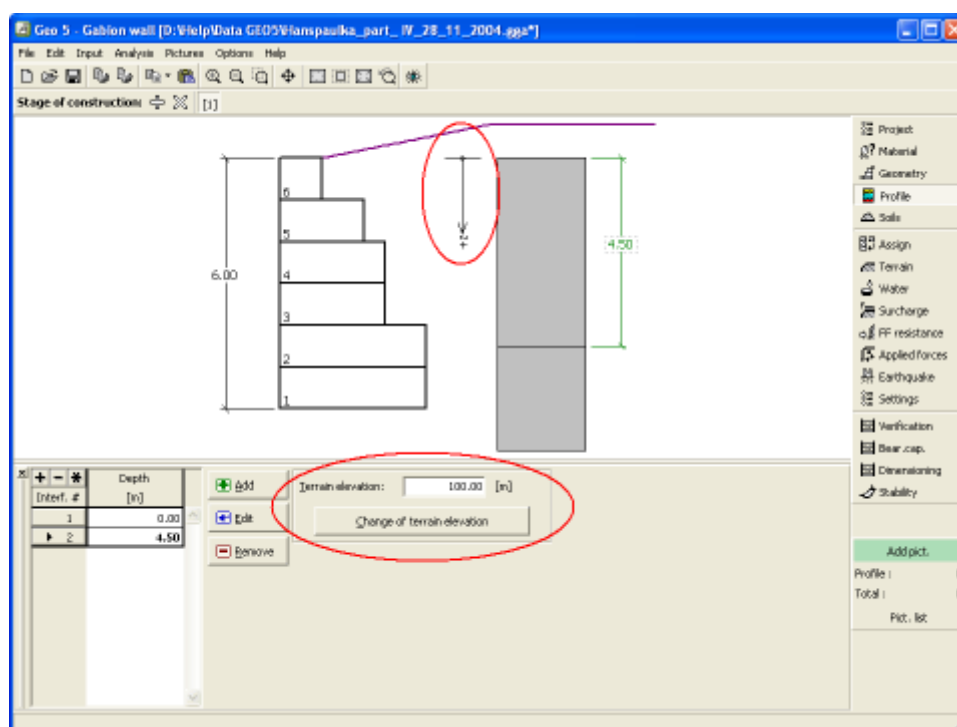 Geo 5 - Gabion wall [D:\Help\Data GEO5\Hanspaulka_part_ IV_28_11_2004.gga*]
File Edit Input Analysis Pictures Options Help
Stage of construction: [1]
6.00
6
5
4
3
2
1
+z
4.50
Project
Material
Geometry
Profile
Soils
Assign
Terrain
Water
Surcharge
FF resistance
Applied forces
Earthquake
Settings
Verification
Bear.cap.
Dimensioning
Stability
Interf. # Depth [m]
1 0.00
2 4.50
Add
Edit
Remove
Terrain elevation: 100.00 [m]
Change of terrain elevation
Add pict.
Profile :
Total :
Pict. list